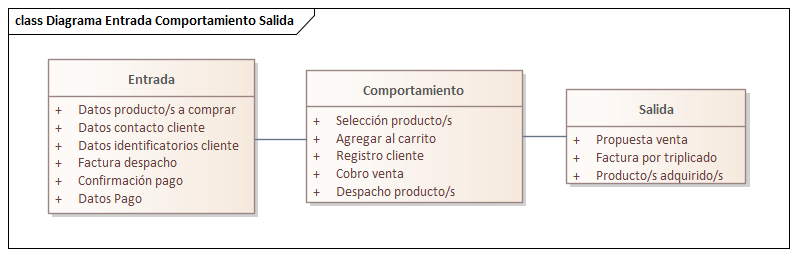 class Diagrama Entrada Comportamiento Salida
Entrada
+ Datos producto/s a comprar
+ Datos contacto cliente
+ Datos identificatorios cliente
+ Factura despacho
+ Confirmación pago
+ Datos Pago
Comportamiento
+ Selección producto/s
+ Agregar al carrito
+ Registro cliente
+ Cobro venta
+ Despacho producto/s
Salida
+ Propuesta venta
+ Factura por triplicado
+ Producto/s adquirido/s